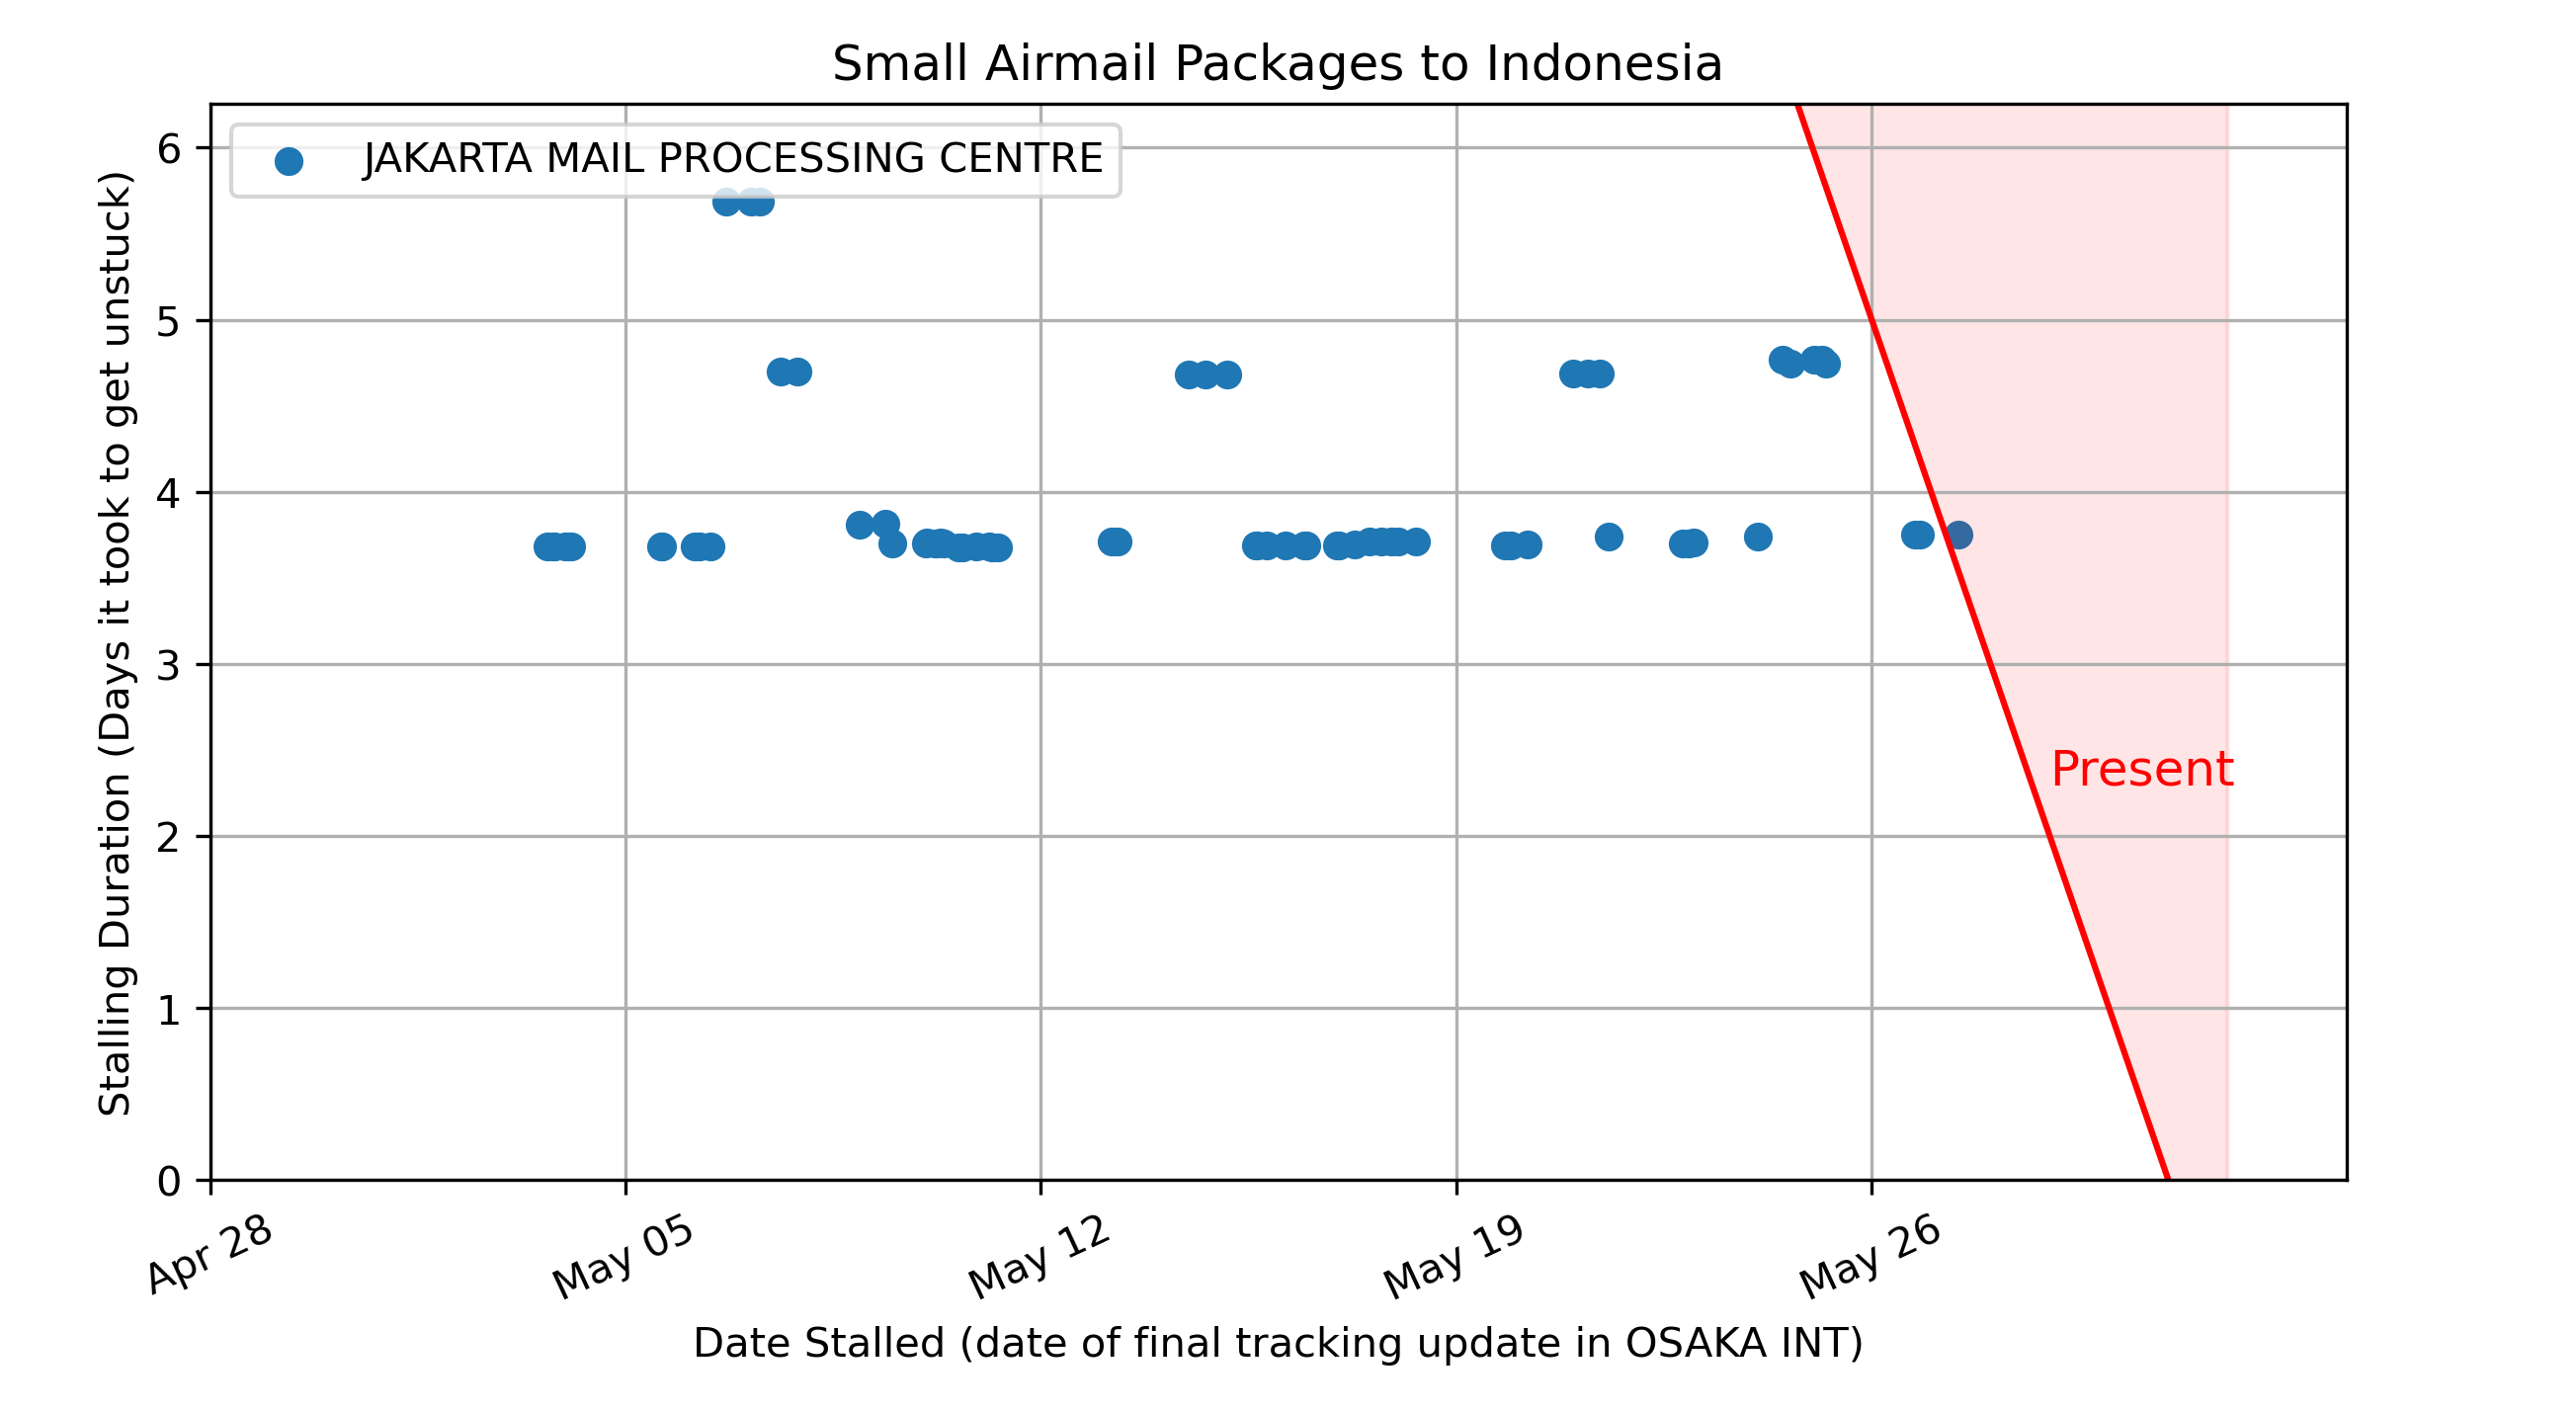 Small Airmail Packages to Indonesia
JAKARTA MAIL PROCESSING CENTRE
Stalling Duration (Days it took to get unstuck)
6
5
4
3
2
1
0
Present
Apr 28
May 05
May 12
May 19
May 26
Date Stalled (date of final tracking update in OSAKA INT)